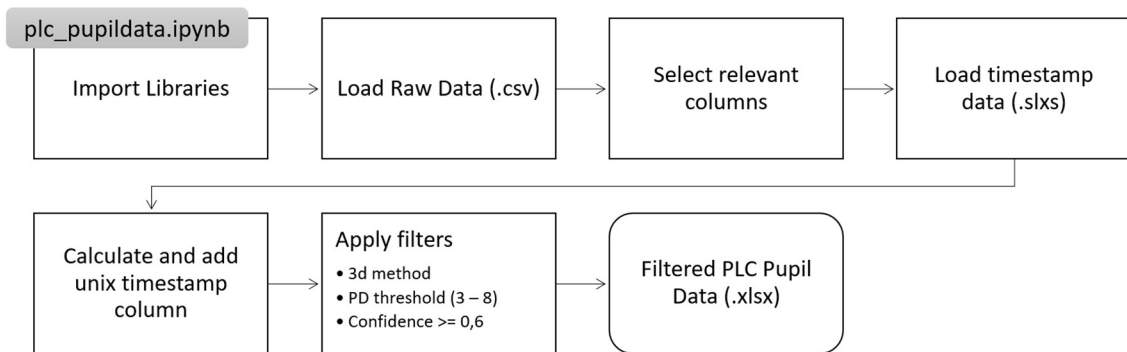 plc_pupildata.ipynb
Import Libraries
Load Raw Data (.csv)
Select relevant
columns
Load timestamp
data (.slxs)
Calculate and add
unix timestamp
column
Apply filters
• 3d method
• PD threshold (3 – 8)
• Confidence >= 0,6
Filtered PLC Pupil
Data (.xlsx)